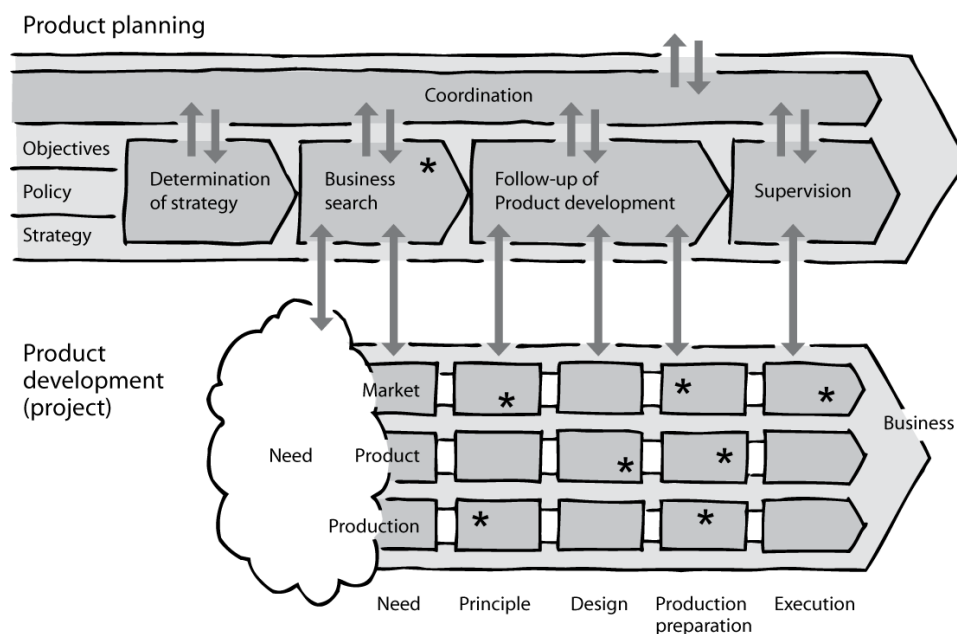 Product planning
Coordination
Objectives
Policy
Strategy
Determination
of strategy
Business
search
*
Follow-up of
Product development
Supervision
Product
development
(project)
Need
Market
*
*
*
Product
*
*
Production
*
*
Business
Need
Principle
Design
Production
preparation
Execution